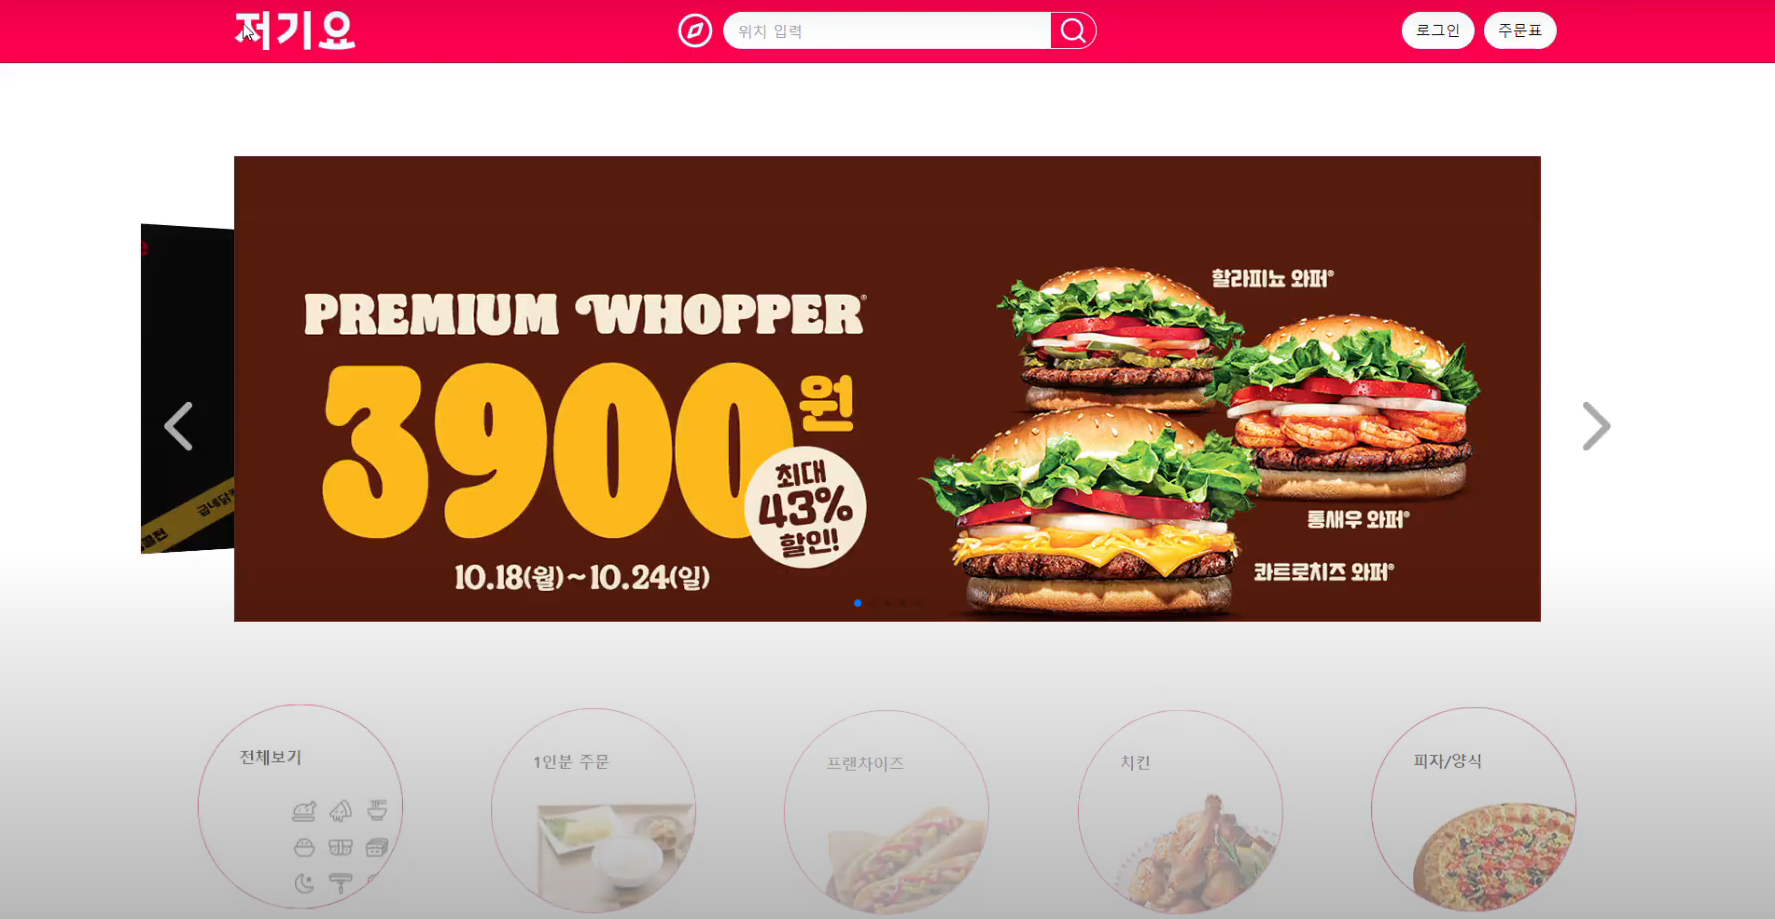 저기요
위치 입력
로그인
주문표
PREMIUM WHOPPER®
3900원
최대
43%
할인!
10.18(월)~10.24(일)
할라피뇨 와퍼®
통새우 와퍼®
콰트로치즈 와퍼®
전체보기
1인분 주문
프랜차이즈
치킨
피자/양식